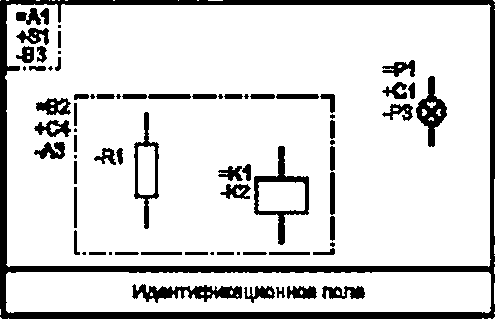 =A1
+S1
-B3
=B2
+C4
-A3
-R1
=K1
-K2
=P1
+C1
-P3
Идентификационное поле